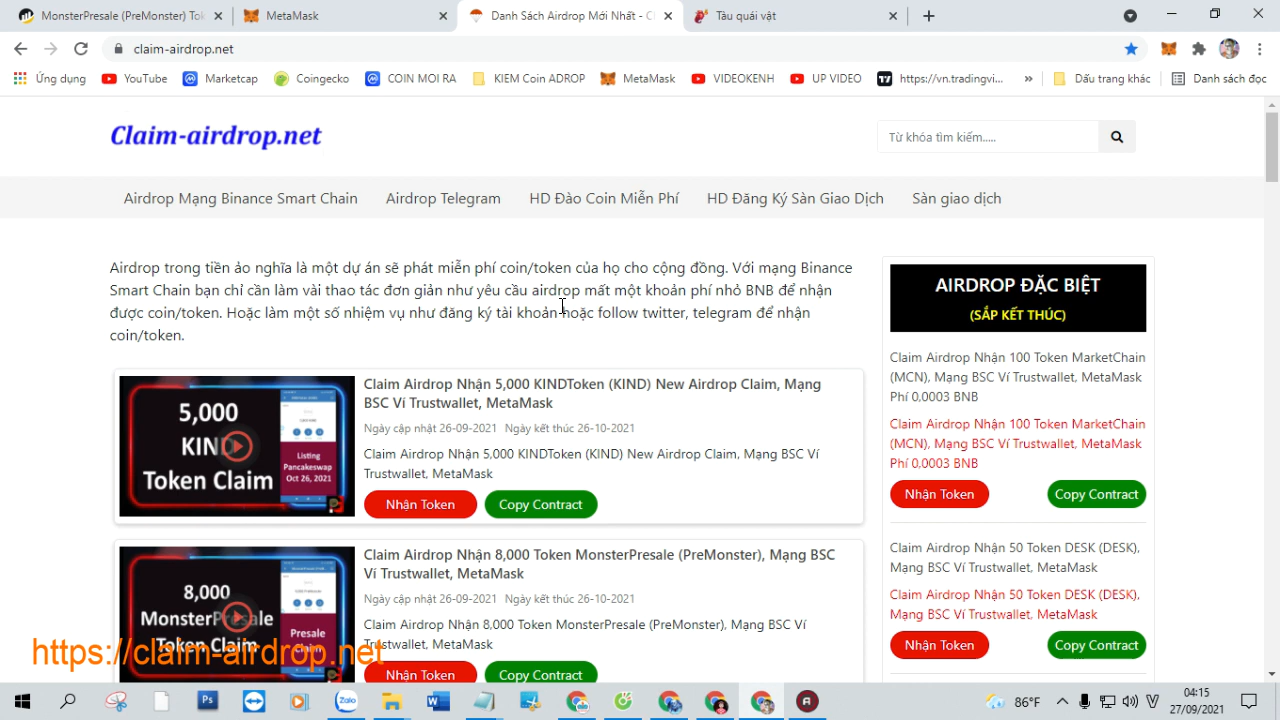 MonsterPresale (PreMonster) Tok
MetaMask
Danh Sách Airdrop Mới Nhất - C
Tàu quái vật
claim-airdrop.net
Ứng dụng
YouTube
Marketcap
Coingecko
COIN MOI RA
KIEM Coin ADROP
MetaMask
VIDEOKENH
UP VIDEO
https://vn.tradingvi...
Dấu trang khác
Danh sách đọc
Claim-airdrop.net
Từ khóa tìm kiếm.....
Airdrop Mạng Binance Smart Chain
Airdrop Telegram
HD Đào Coin Miễn Phí
HD Đăng Ký Sàn Giao Dịch
Sàn giao dịch
Airdrop trong tiền ảo nghĩa là một dự án sẽ phát miễn phí coin/token của họ cho cộng đồng. Với mạng Binance
Smart Chain bạn chỉ cần làm vài thao tác đơn giản như yêu cầu airdrop mất một khoản phí nhỏ BNB để nhận
được coin/token. Hoặc làm một số nhiệm vụ như đăng ký tài khoản hoặc follow twitter, telegram để nhận
coin/token.
5,000
KIND
Token Claim
Listing
Pancakeswap
Oct 26, 2021
Claim Airdrop Nhận 5,000 KINDToken (KIND) New Airdrop Claim, Mạng
BSC Ví Trustwallet, MetaMask
Ngày cập nhật 26-09-2021 Ngày kết thúc 26-10-2021
Claim Airdrop Nhận 5,000 KINDToken (KIND) New Airdrop Claim, Mạng BSC Ví
Trustwallet, MetaMask
Nhận Token
Copy Contract
8,000
MonsterPresale
Token Claim
Presale
Claim
Claim Airdrop Nhận 8,000 Token MonsterPresale (PreMonster), Mạng BSC
Ví Trustwallet, MetaMask
Ngày cập nhật 26-09-2021 Ngày kết thúc 26-10-2021
Claim Airdrop Nhận 8,000 Token MonsterPresale (PreMonster), Mạng BSC Ví
Trustwallet, MetaMask
Nhận Token
Copy Contract
AIRDROP ĐẶC BIỆT
(SẮP KẾT THÚC)
Claim Airdrop Nhận 100 Token MarketChain
(MCN), Mạng BSC Ví Trustwallet, MetaMask
Phí 0,0003 BNB
Claim Airdrop Nhận 100 Token MarketChain
(MCN), Mạng BSC Ví Trustwallet, MetaMask
Phí 0,0003 BNB
Nhận Token
Copy Contract
Claim Airdrop Nhận 50 Token DESK (DESK),
Mạng BSC Ví Trustwallet, MetaMask
Claim Airdrop Nhận 50 Token DESK (DESK),
Mạng BSC Ví Trustwallet, MetaMask
Nhận Token
Copy Contract
https://claim-airdrop.net
Ps
Zalo
86°F
04:15
27/09/2021